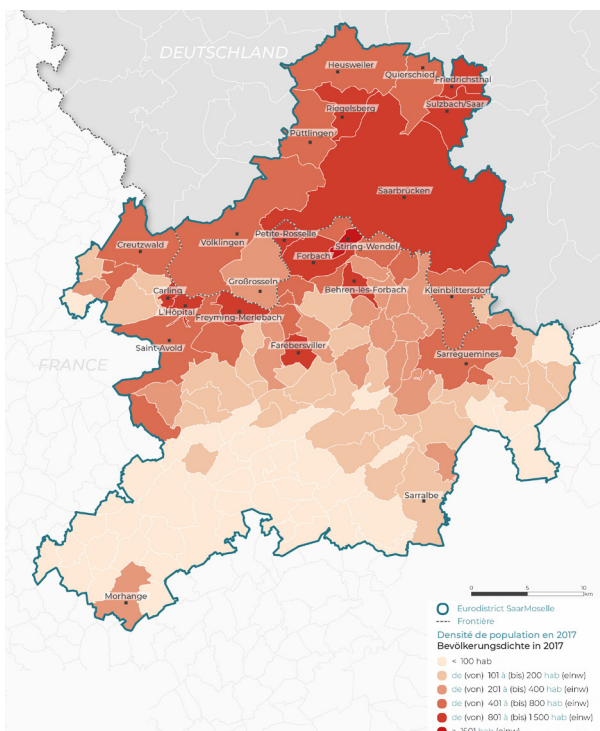 DEUTSCHLAND
Heusweiler
Quierschied
Friedrichsthal
Riegelsberg
Sulzbach/Saar
Püttlingen
Saarbrücken
Petite-Rosselle
Völklingen
Stiring-Wendel
Creutzwald
Forbach
Carling
Großrosseln
Behren-lès-Forbach
Kleinblittersdorf
L'Hôpital
Freyming-Merlebach
Saint-Avold
Farébersviller
Sarreguemines
FRANCE
Sarralbe
Morhange
0 5 10
km
Eurodistrict SaarMoselle
Frontière
Densité de population en 2017
Bevölkerungsdichte in 2017
< 100 hab
de (von) 101 à (bis) 200 hab (einw)
de (von) 201 à (bis) 400 hab (einw)
de (von) 401 à (bis) 800 hab (einw)
de (von) 801 à (bis) 1 500 hab (einw)
> 1501 hab (einw)